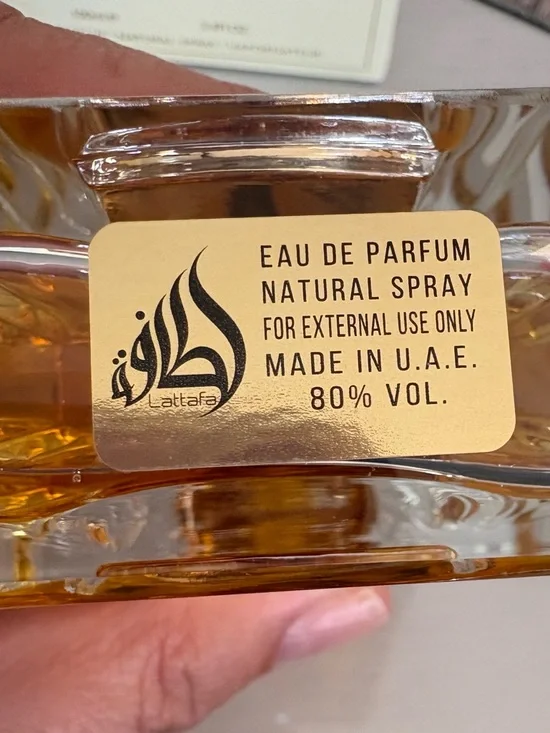 EAU DE PARFUM
NATURAL SPRAY
FOR EXTERNAL USE ONLY
MADE IN U.A.E.
80% VOL.
لطافة
Lattafa